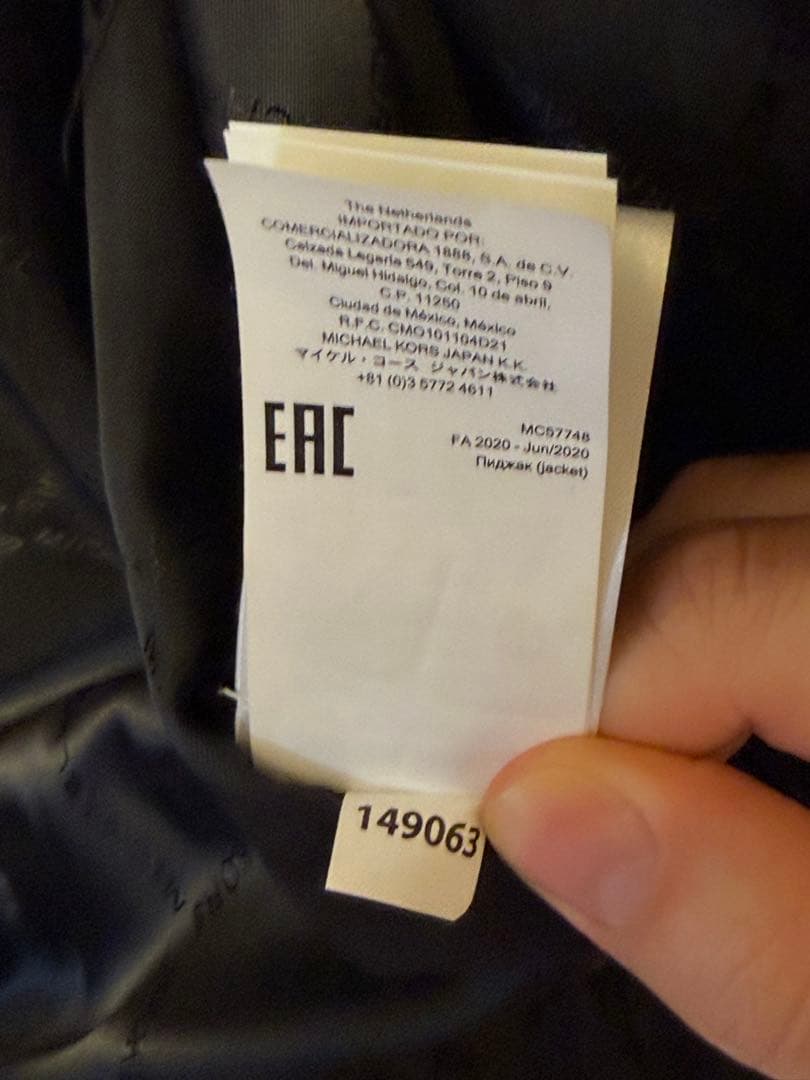 The Netherlands
IMPORTADO POR:
COMERCIALIZADORA 1888, S.A. de C.V.
Calzada Legaria 549, Torre 2, Piso 9
Del. Miguel Hidalgo, Col. 10 de abril,
C.P. 11250
Ciudad de México, México
R.F.C. CMO101104D21
MICHAEL KORS JAPAN K.K.
マイケル・コース ジャパン株式会社
+81 (0)3 5772 4611
EAC
MC57748
FA 2020 - Jun/2020
Пиджак (jacket)
149063